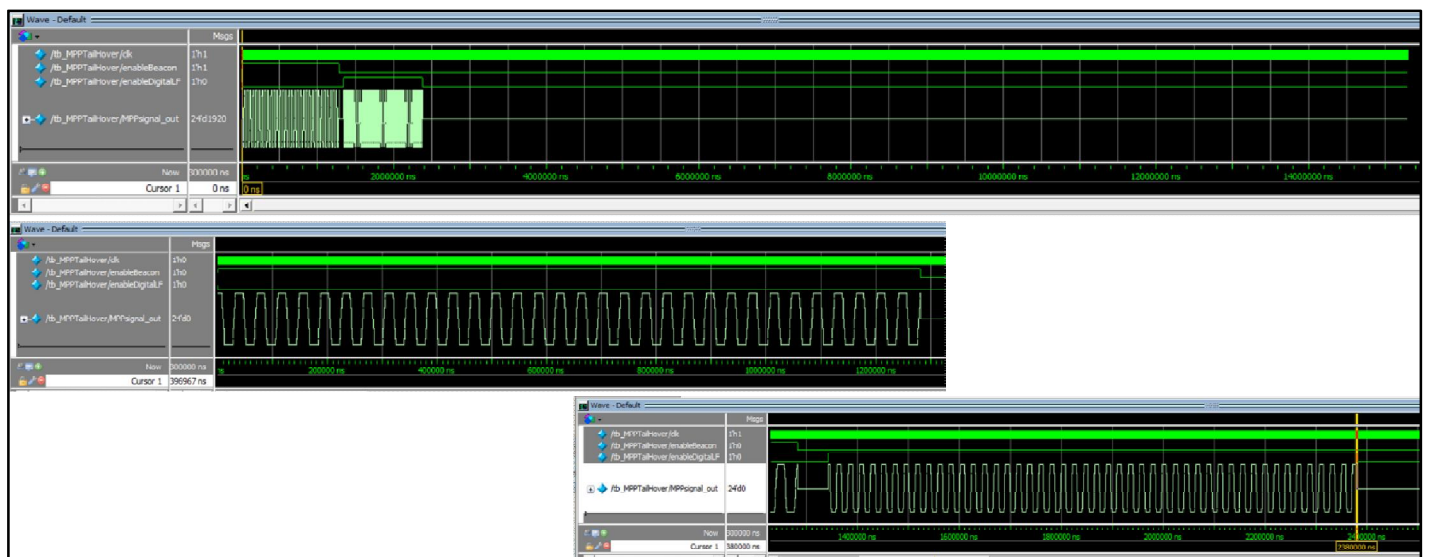 Wave - Default
Msgs
/tb_MPPTailHover/clk 1'h1
/tb_MPPTailHover/enableBeacon 1'h1
/tb_MPPTailHover/enableDigitalLF 1'h0
/tb_MPPTailHover/MPPsignal_out 24'd1920
Now 300000 ns
Cursor 1 0 ns
ns 2000000 ns 4000000 ns 6000000 ns 8000000 ns 10000000 ns 12000000 ns 14000000 ns
0 ns
Wave - Default
Msgs
/tb_MPPTailHover/clk 1'h0
/tb_MPPTailHover/enableBeacon 1'h0
/tb_MPPTailHover/enableDigitalLF 1'h0
/tb_MPPTailHover/MPPsignal_out 24'd0
Now 300000 ns
Cursor 1 396967 ns
200000 ns 400000 ns 600000 ns 800000 ns 1000000 ns 1200000 ns
Wave - Default
Msgs
/tb_MPPTailHover/clk 1'h1
/tb_MPPTailHover/enableBeacon 1'h0
/tb_MPPTailHover/enableDigitalLF 1'h0
/tb_MPPTailHover/MPPsignal_out 24'd0
Now 300000 ns
Cursor 1 380000 ns
1400000 ns 1600000 ns 1800000 ns 2000000 ns 2200000 ns
2380000 ns